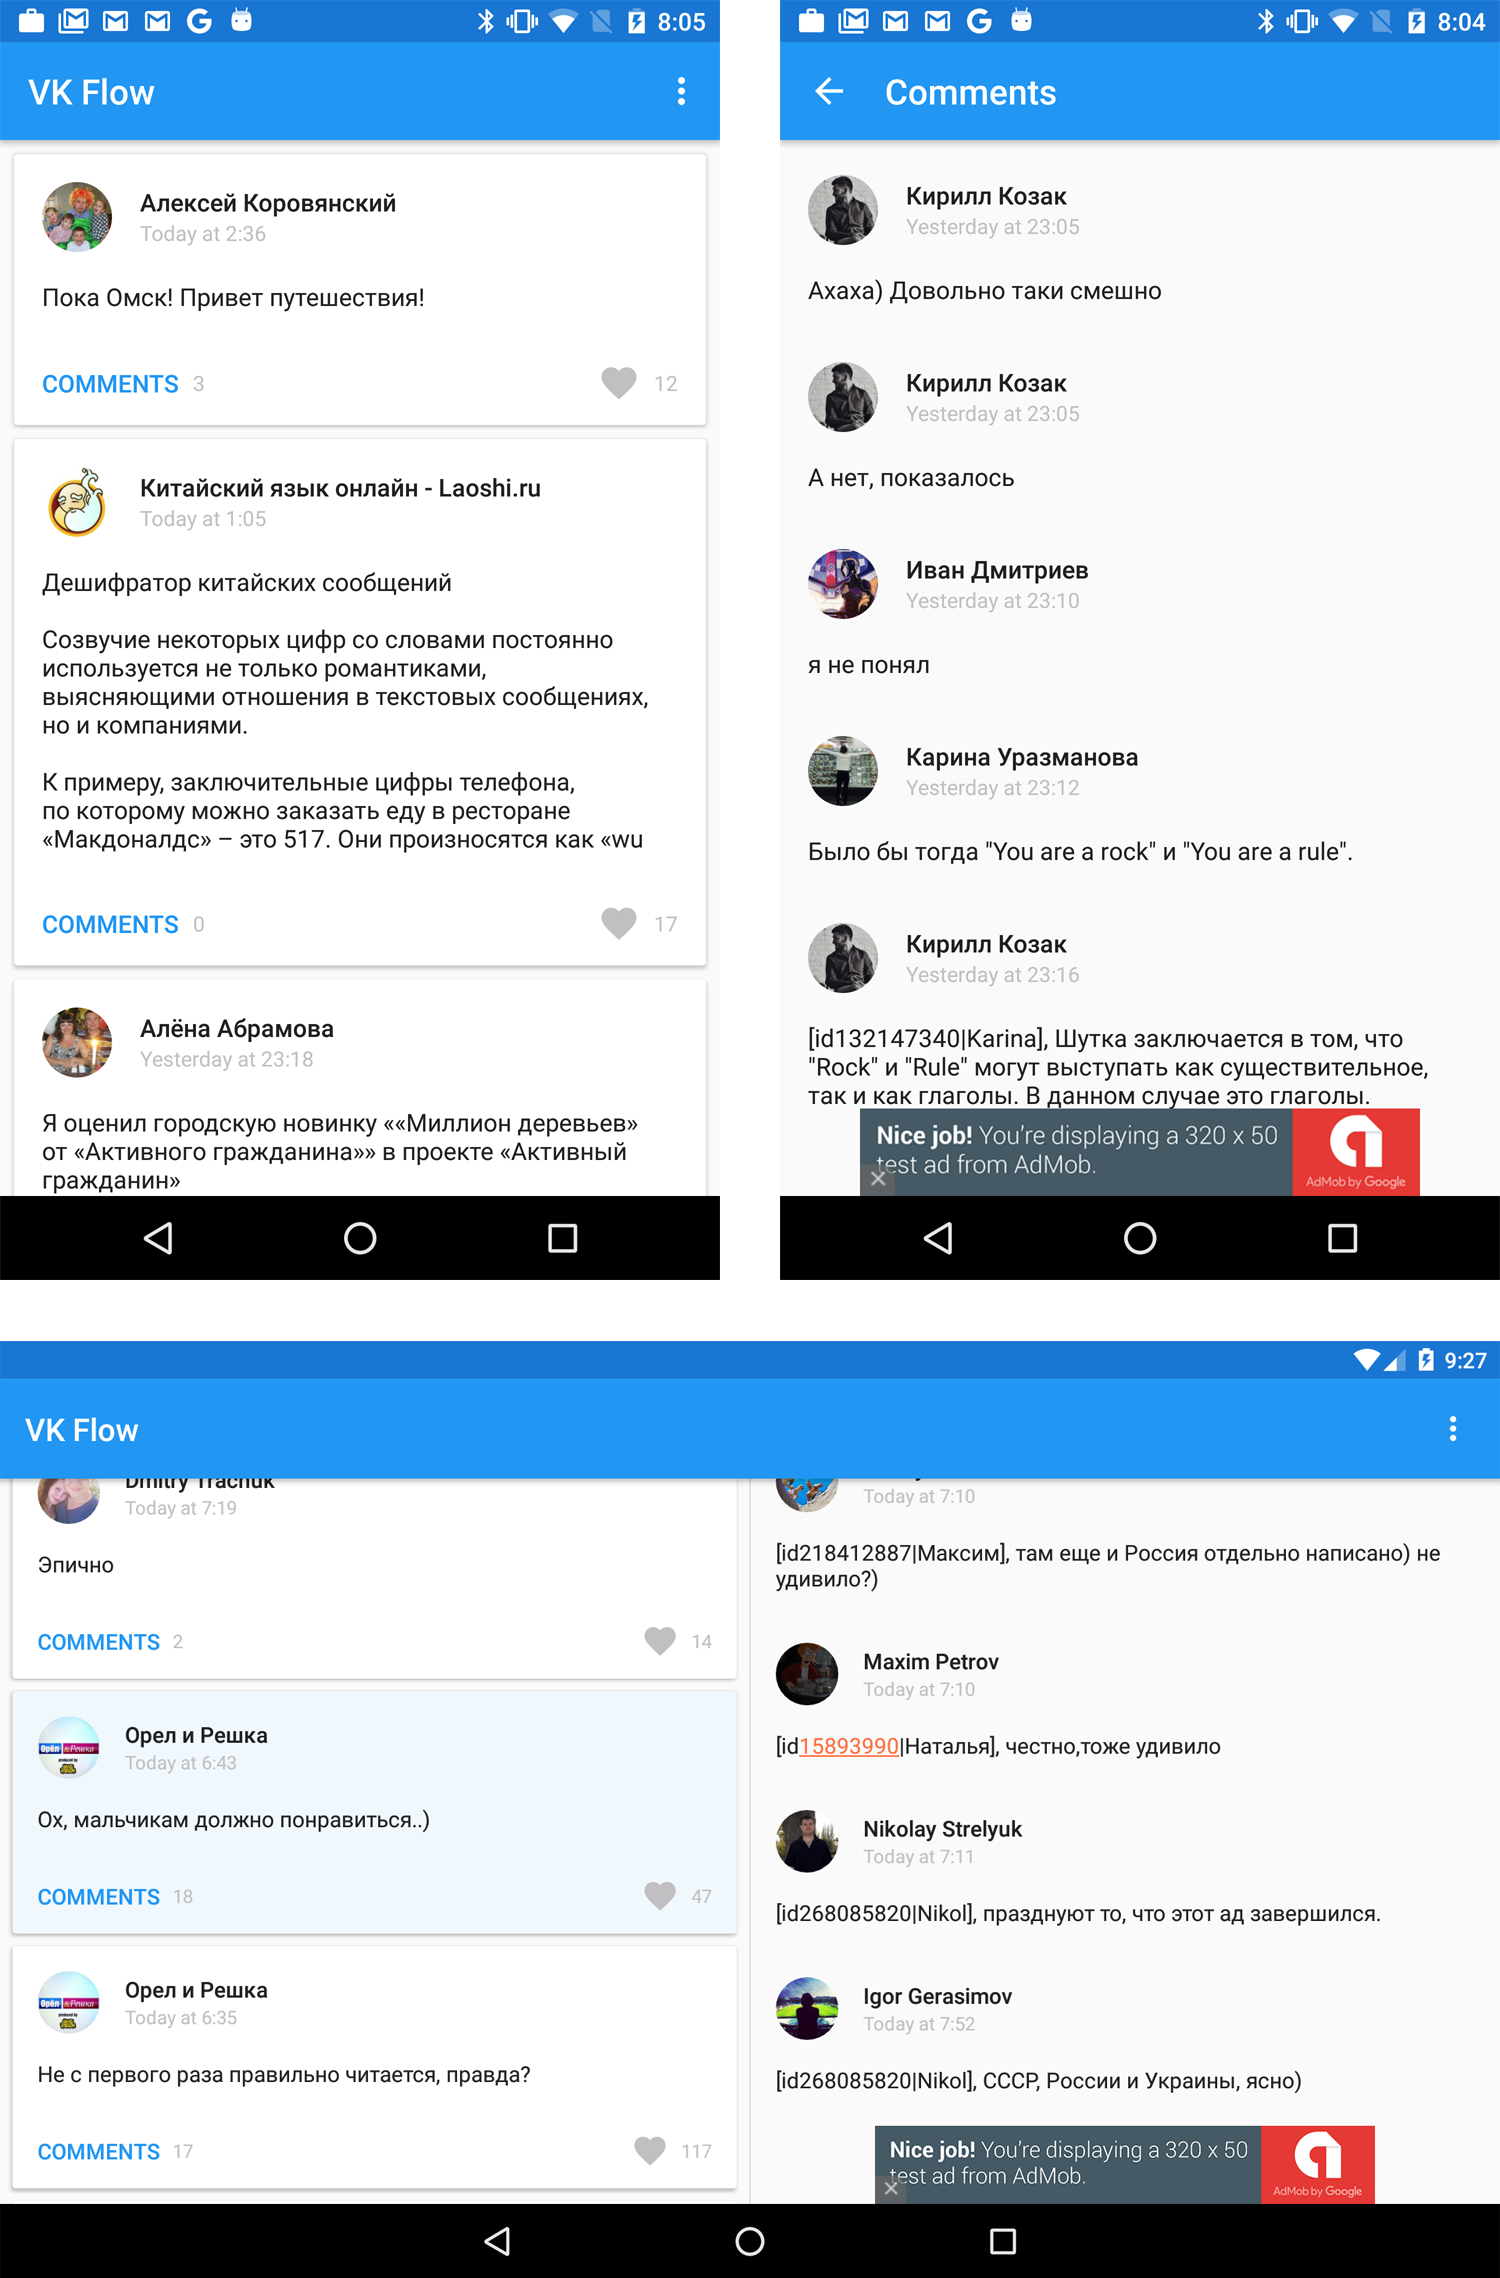 8:05
VK Flow
Алексей Коровянский
Today at 2:36
Пока Омск! Привет путешествия!
COMMENTS 3
12
Китайский язык онлайн - Laoshi.ru
Today at 1:05
Дешифратор китайских сообщений
Созвучие некоторых цифр со словами постоянно
используется не только романтиками,
выясняющими отношения в текстовых сообщениях,
но и компаниями.
К примеру, заключительные цифры телефона,
по которому можно заказать еду в ресторане
«Макдоналдс» – это 517. Они произносятся как «wu
COMMENTS 0
17
Алёна Абрамова
Yesterday at 23:18
Я оценил городскую новинку ««Миллион деревьев»
от «Активного гражданина»» в проекте «Активный
гражданин»
8:04
Comments
Кирилл Козак
Yesterday at 23:05
Ахаха) Довольно таки смешно
Кирилл Козак
Yesterday at 23:05
А нет, показалось
Иван Дмитриев
Yesterday at 23:10
я не понял
Карина Уразманова
Yesterday at 23:12
Было бы тогда "You are a rock" и "You are a rule".
Кирилл Козак
Yesterday at 23:16
[id132147340|Karina], Шутка заключается в том, что
"Rock" и "Rule" могут выступать как существительное,
так и как глаголы. В данном случае это глаголы.
Nice job! You're displaying a 320 x 50
test ad from AdMob.
AdMob by Google
9:27
VK Flow
Dmitry Trachuk
Today at 7:19
Эпично
COMMENTS 2
14
Орел и Решка
Today at 6:43
Ох, мальчикам должно понравиться..)
COMMENTS 18
47
Орел и Решка
Today at 6:35
Не с первого раза правильно читается, правда?
COMMENTS 17
117
Today at 7:10
[id218412887|Максим], там еще и Россия отдельно написано) не
удивило?)
Maxim Petrov
Today at 7:10
[id15893990|Наталья], честно,тоже удивило
Nikolay Strelyuk
Today at 7:11
[id268085820|Nikol], празднуют то, что этот ад завершился.
Igor Gerasimov
Today at 7:52
[id268085820|Nikol], СССР, России и Украины, ясно)
Nice job! You're displaying a 320 x 50
test ad from AdMob.
AdMob by Google